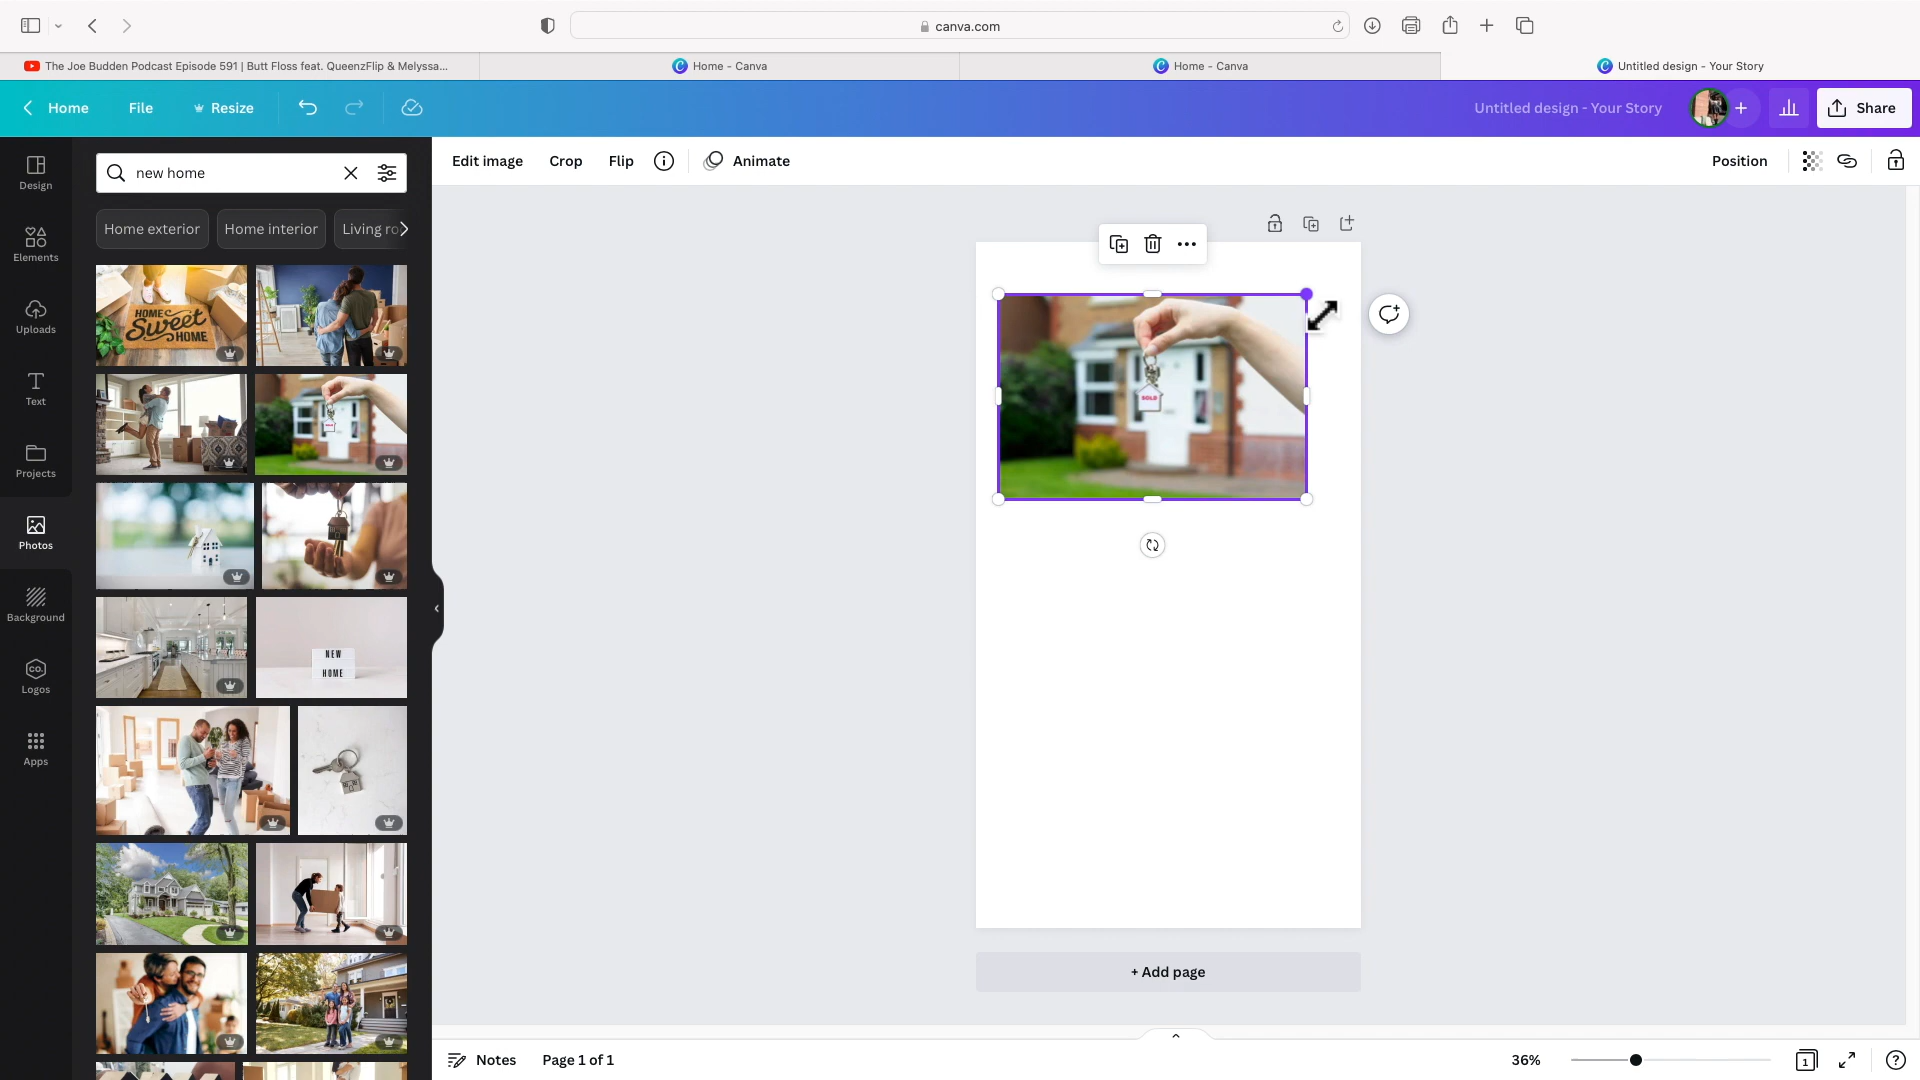 canva.com
The Joe Budden Podcast Episode 591 | Butt Floss feat. QueenzFlip & Melyssa...
Home – Canva
Home – Canva
Untitled design – Your Story
Home
File
Resize
Untitled design - Your Story
Share
Design
Elements
Uploads
Text
Projects
Photos
Background
CO.
Logos
Apps
new home
Home exterior
Home interior
Living ro
HOME
Sweet
HOME
NEW
HOME
Edit image
Crop
Flip
Animate
Position
SOLD
+ Add page
Notes
Page 1 of 1
36%
1